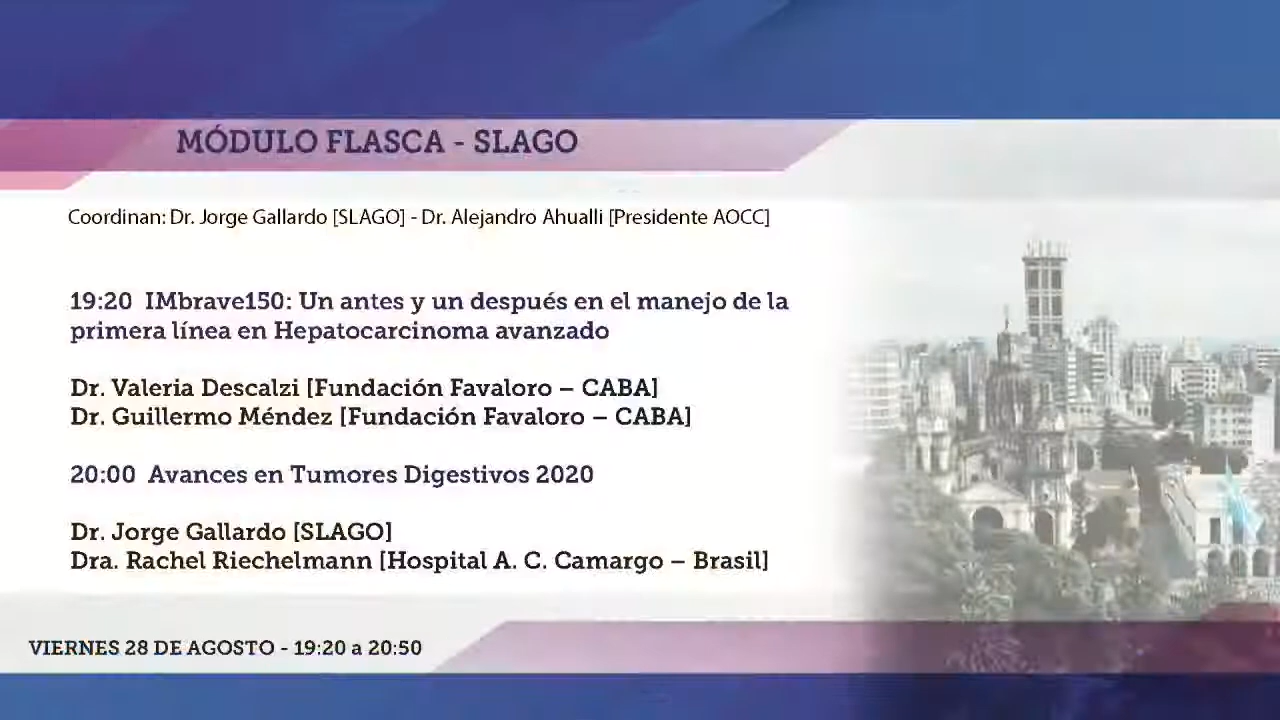 MÓDULO FLASCA - SLAGO
Coordinan: Dr. Jorge Gallardo [SLAGO] - Dr. Alejandro Ahualli [Presidente AOCC]
19:20 IMbrave150: Un antes y un después en el manejo de la
primera línea en Hepatocarcinoma avanzado
Dr. Valeria Descalzi [Fundación Favaloro – CABA]
Dr. Guillermo Méndez [Fundación Favaloro – CABA]
20:00 Avances en Tumores Digestivos 2020
Dr. Jorge Gallardo [SLAGO]
Dra. Rachel Riechelmann [Hospital A. C. Camargo – Brasil]
VIERNES 28 DE AGOSTO - 19:20 a 20:50